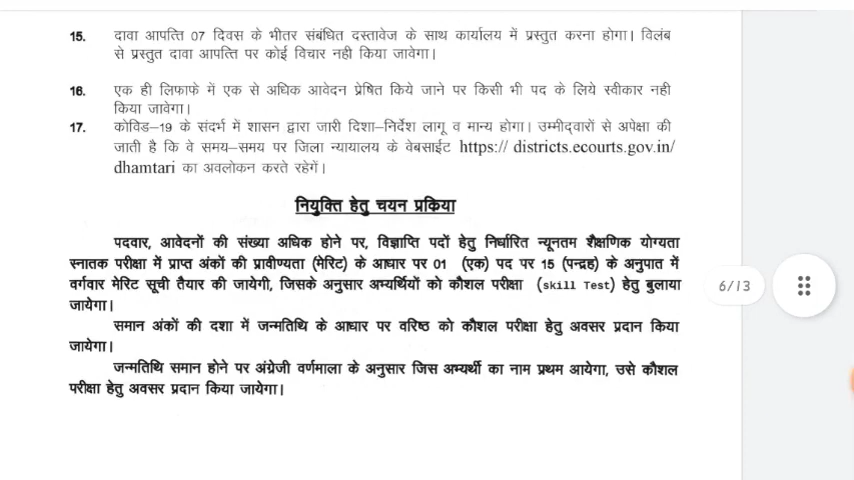 15. दावा आपत्ति 07 दिवस के भीतर संबंधित दस्तावेज के साथ कार्यालय में प्रस्तुत करना होगा। विलंब
से प्रस्तुत दावा आपत्ति पर कोई विचार नही किया जावेगा।
16. एक ही लिफाफे में एक से अधिक आवेदन प्रेषित किये जाने पर किसी भी पद के लिये स्वीकार नही
किया जावेगा।
17. कोविड–19 के संदर्भ में शासन द्वारा जारी दिशा–निर्देश लागू व मान्य होगा। उम्मीद्वारों से अपेक्षा की
जाती है कि वे समय–समय पर जिला न्यायालय के वेबसाईट https:// districts.ecourts.gov.in/
dhamtari का अवलोकन करते रहेगें।
नियुक्ति हेतु चयन प्रकिया
पदवार, आवेदनों की संख्या अधिक होने पर, विज्ञाप्ति पदों हेतु निर्धारित न्यूनतम शैक्षणिक योग्यता
स्नातक परीक्षा में प्राप्त अंकों की प्रावीण्यता (मेरिट) के आधार पर 01 (एक) पद पर 15 (पन्द्रह) के अनुपात में
वर्गवार मेरिट सूची तैयार की जायेगी, जिसके अनुसार अभ्यर्थियों को कौशल परीक्षा (skill Test) हेतु बुलाया
जायेगा।
समान अंकों की दशा में जन्मतिथि के आधार पर वरिष्ठ को कौशल परीक्षा हेतु अवसर प्रदान किया
जायेगा।
जन्मतिथि समान होने पर अंग्रेजी वर्णमाला के अनुसार जिस अभ्यर्थी का नाम प्रथम आयेगा, उसे कौशल
परीक्षा हेतु अवसर प्रदान किया जायेगा।
6/13